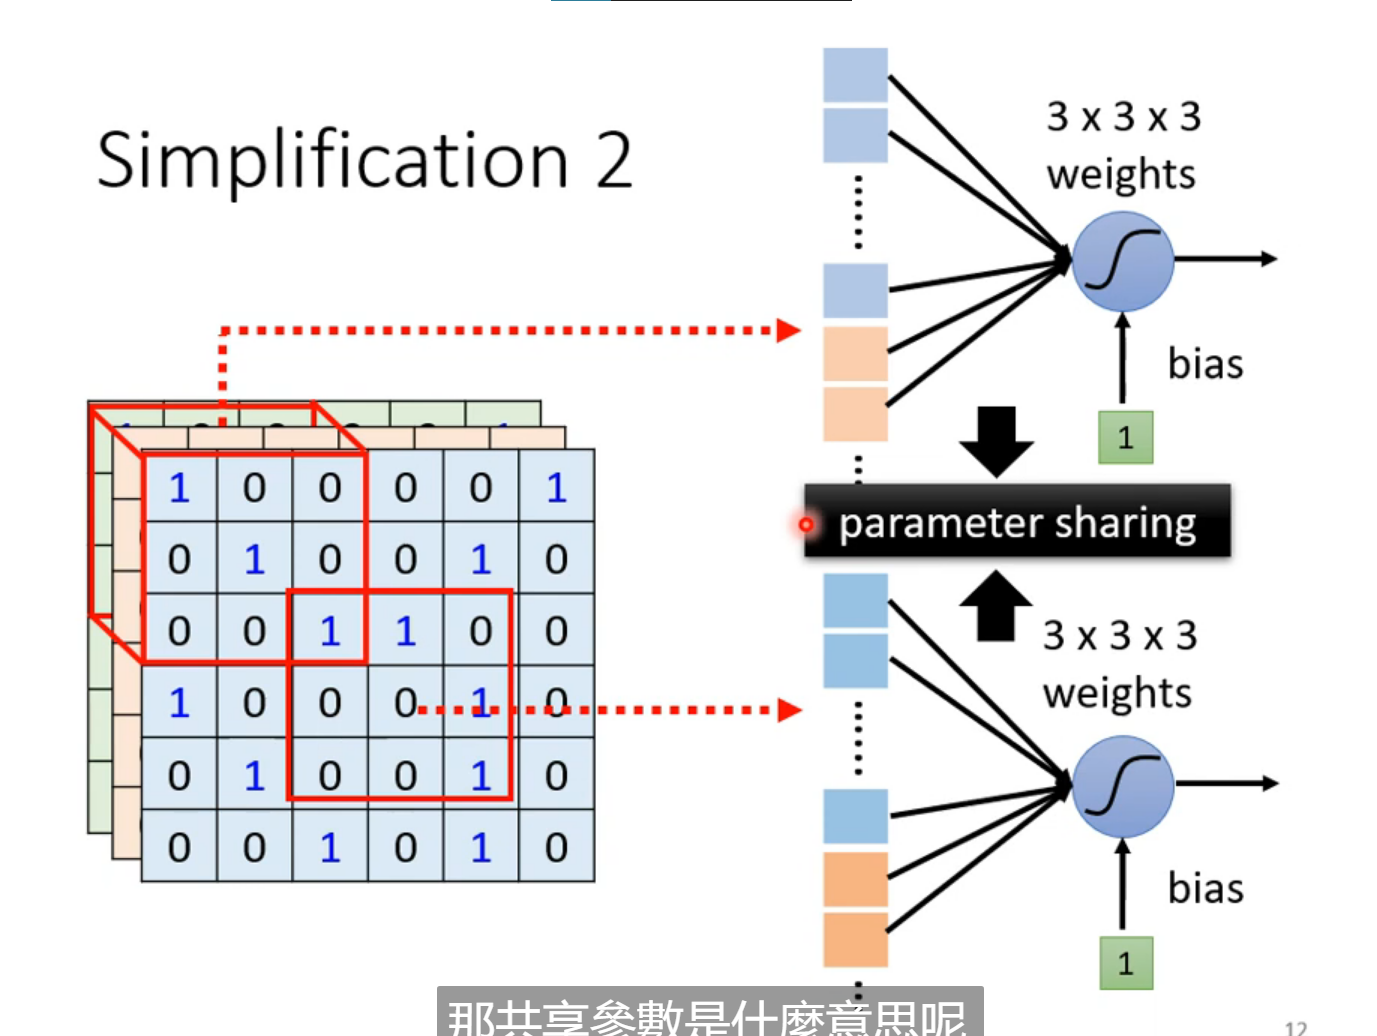 Simplification 2
3 x 3 x 3
weights
bias
1
parameter sharing
1 0 0 0 0 1
0 1 0 0 1 0
0 0 1 1 0 0
1 0 0 0 1 0
0 1 0 0 1 0
0 0 1 0 1 0
3 x 3 x 3
weights
bias
1
那共享參數是什麼意思呢
12